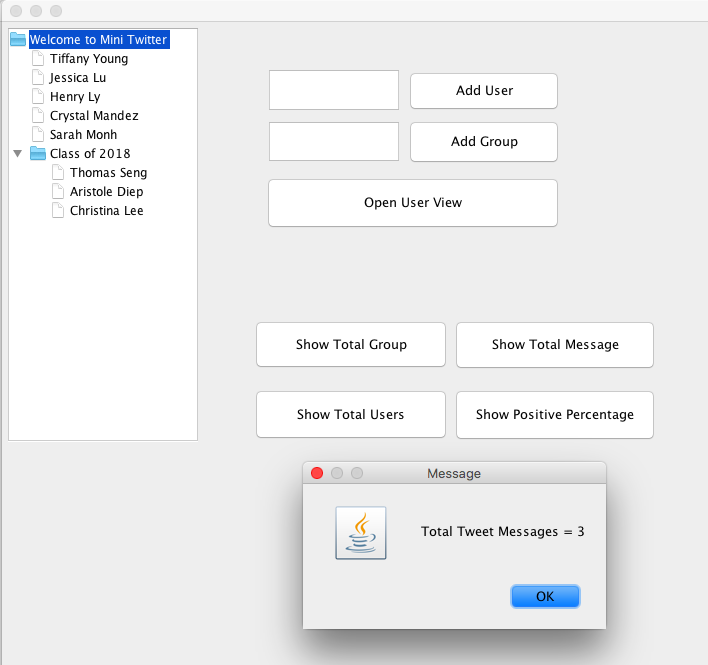 Welcome to Mini Twitter
Tiffany Young
Jessica Lu
Henry Ly
Crystal Mandez
Sarah Monh
Class of 2018
Thomas Seng
Aristole Diep
Christina Lee
Add User
Add Group
Open User View
Show Total Group
Show Total Message
Show Total Users
Show Positive Percentage
Message
Total Tweet Messages = 3
OK